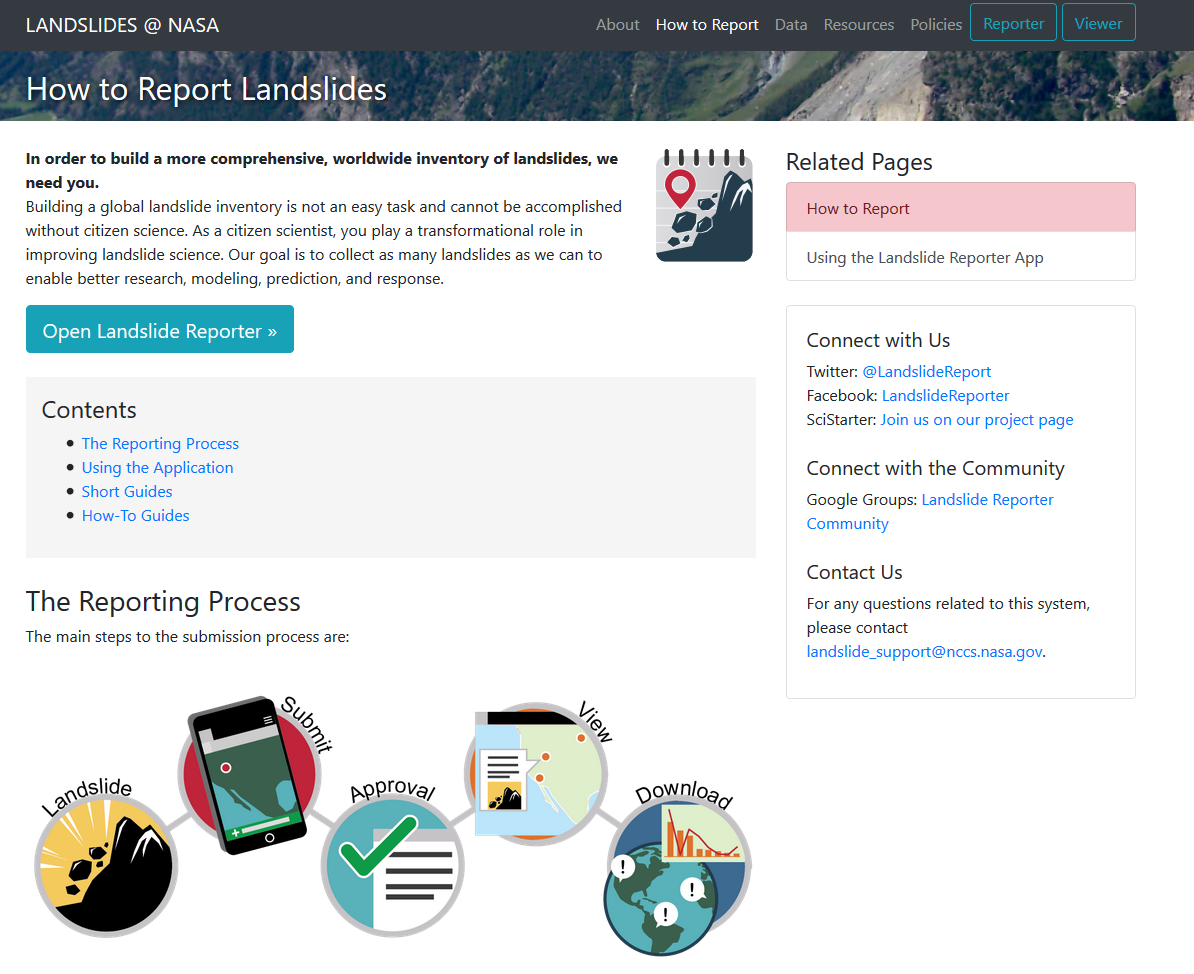 LANDSLIDES @ NASA
About How to Report Data Resources Policies Reporter Viewer
How to Report Landslides
In order to build a more comprehensive, worldwide inventory of landslides, we
need you.
Building a global landslide inventory is not an easy task and cannot be accomplished
without citizen science. As a citizen scientist, you play a transformational role in
improving landslide science. Our goal is to collect as many landslides as we can to
enable better research, modeling, prediction, and response.
Open Landslide Reporter »
Contents
• The Reporting Process
• Using the Application
• Short Guides
• How-To Guides
The Reporting Process
The main steps to the submission process are:
Landslide
Submit
Approval
View
Download
!
!
!
Related Pages
How to Report
Using the Landslide Reporter App
Connect with Us
Twitter: @LandslideReport
Facebook: LandslideReporter
SciStarter: Join us on our project page
Connect with the Community
Google Groups: Landslide Reporter
Community
Contact Us
For any questions related to this system,
please contact
landslide_support@nccs.nasa.gov.